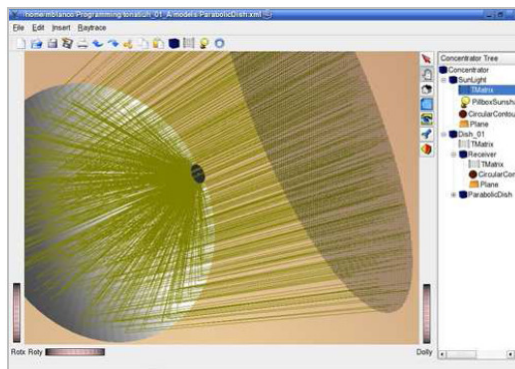 home/mblanco/Programming/tonatiuh_01_A/models/ParabolicDish.xml
File Edit Insert Raytrace
Concentrator Tree
Concentrator
SunLight
TMatrix
PillboxSunsha
CircularContou
Plane
Dish_01
TMatrix
Receiver
TMatrix
CircularCo
Plane
ParabolicDish
Rotx Roty Dolly